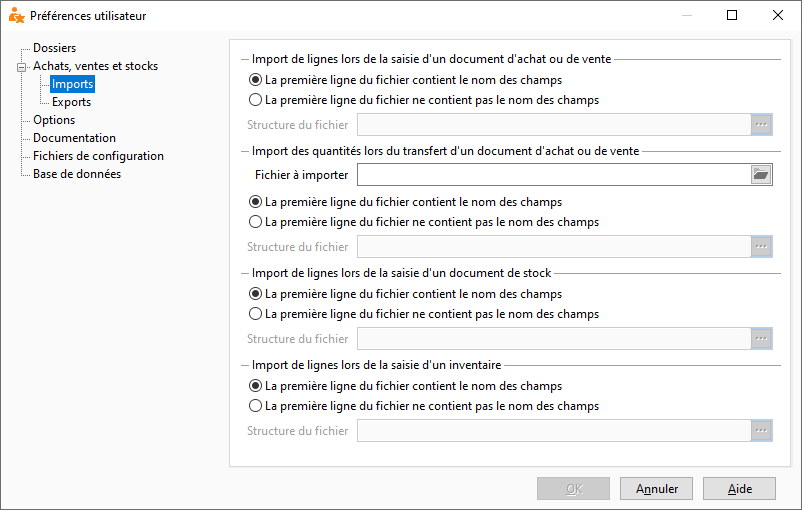 Préférences utilisateur
Dossiers
Achats, ventes et stocks
Imports
Exports
Options
Documentation
Fichiers de configuration
Base de données
Import de lignes lors de la saisie d'un document d'achat ou de vente
La première ligne du fichier contient le nom des champs
La première ligne du fichier ne contient pas le nom des champs
Structure du fichier
Import des quantités lors du transfert d'un document d'achat ou de vente
Fichier à importer
La première ligne du fichier contient le nom des champs
La première ligne du fichier ne contient pas le nom des champs
Structure du fichier
Import de lignes lors de la saisie d'un document de stock
La première ligne du fichier contient le nom des champs
La première ligne du fichier ne contient pas le nom des champs
Structure du fichier
Import de lignes lors de la saisie d'un inventaire
La première ligne du fichier contient le nom des champs
La première ligne du fichier ne contient pas le nom des champs
Structure du fichier
OK Annuler Aide